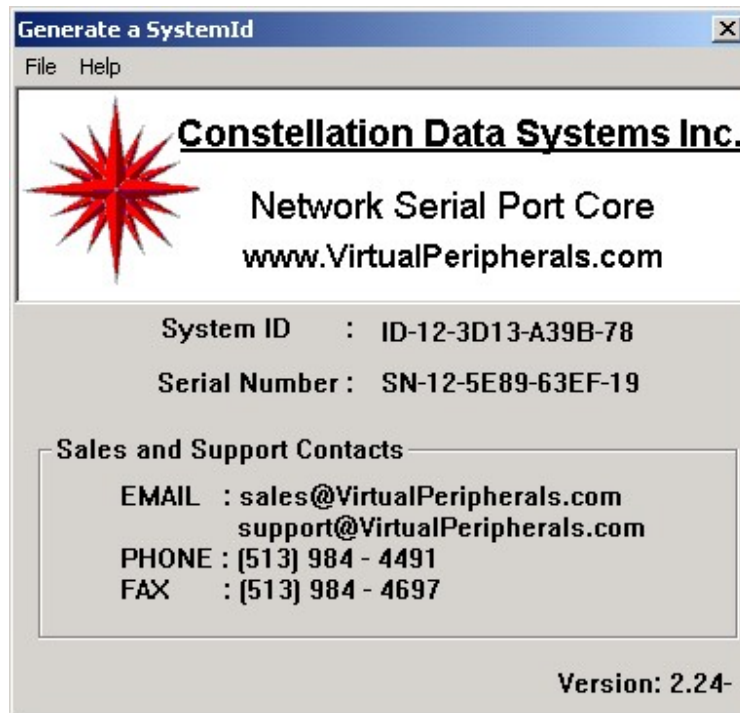 Generate a SystemId
File Help
Constellation Data Systems Inc.
Network Serial Port Core
www.VirtualPeripherals.com
System ID : ID-12-3D13-A39B-78
Serial Number : SN-12-5E89-63EF-19
Sales and Support Contacts
EMAIL : sales@VirtualPeripherals.com
support@VirtualPeripherals.com
PHONE : (513) 984 - 4491
FAX : (513) 984 - 4697
Version: 2.24-